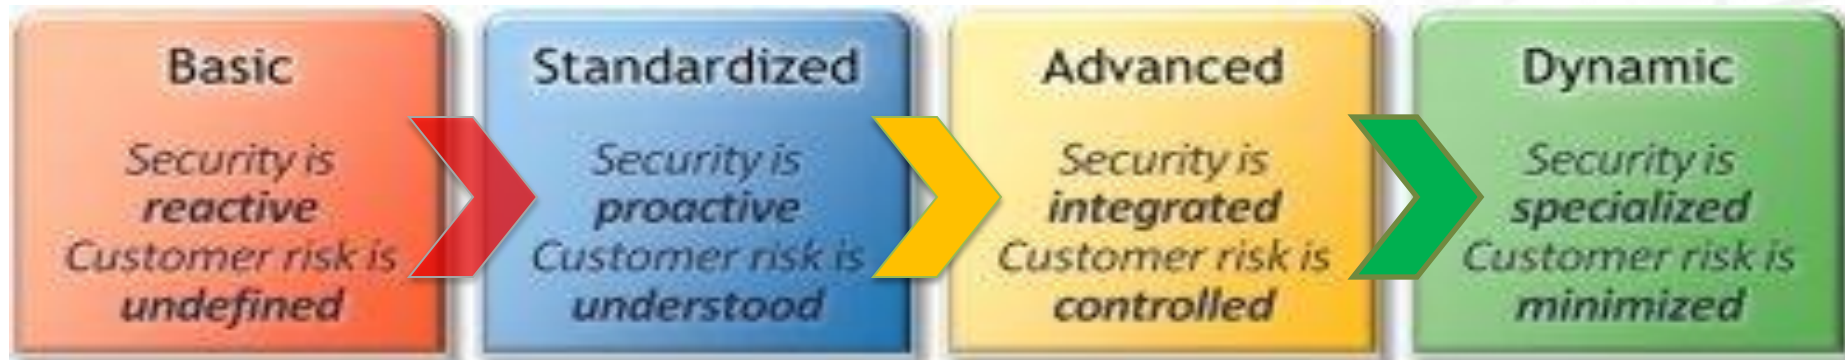 Basic
Security is
reactive
Customer risk is
undefined
Standardized
Security is
proactive
Customer risk is
understood
Advanced
Security is
integrated
Customer risk is
controlled
Dynamic
Security is
specialized
Customer risk is
minimized